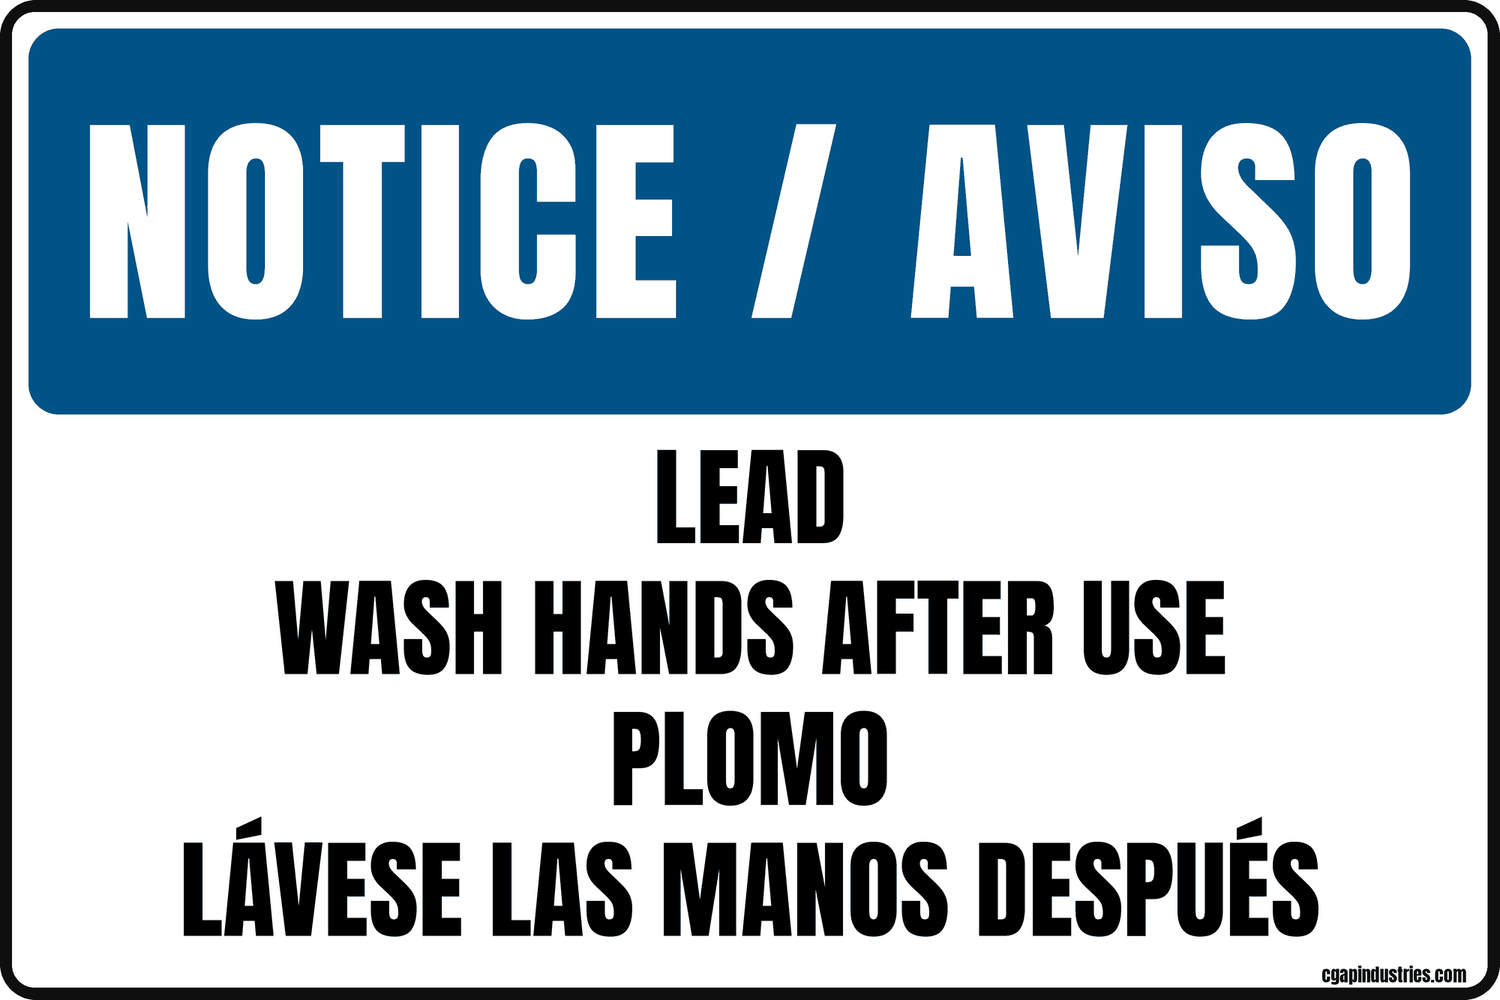 NOTICE / AVISO
LEAD
WASH HANDS AFTER USE
PLOMO
LÁVESE LAS MANOS DESPUÉS
cgapindustries.com